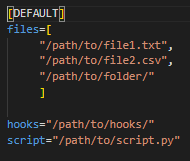 [DEFAULT]
files=[
"/path/to/file1.txt",
"/path/to/file2.csv",
"/path/to/folder/"
]
hooks="/path/to/hooks/"
script="/path/to/script.py"